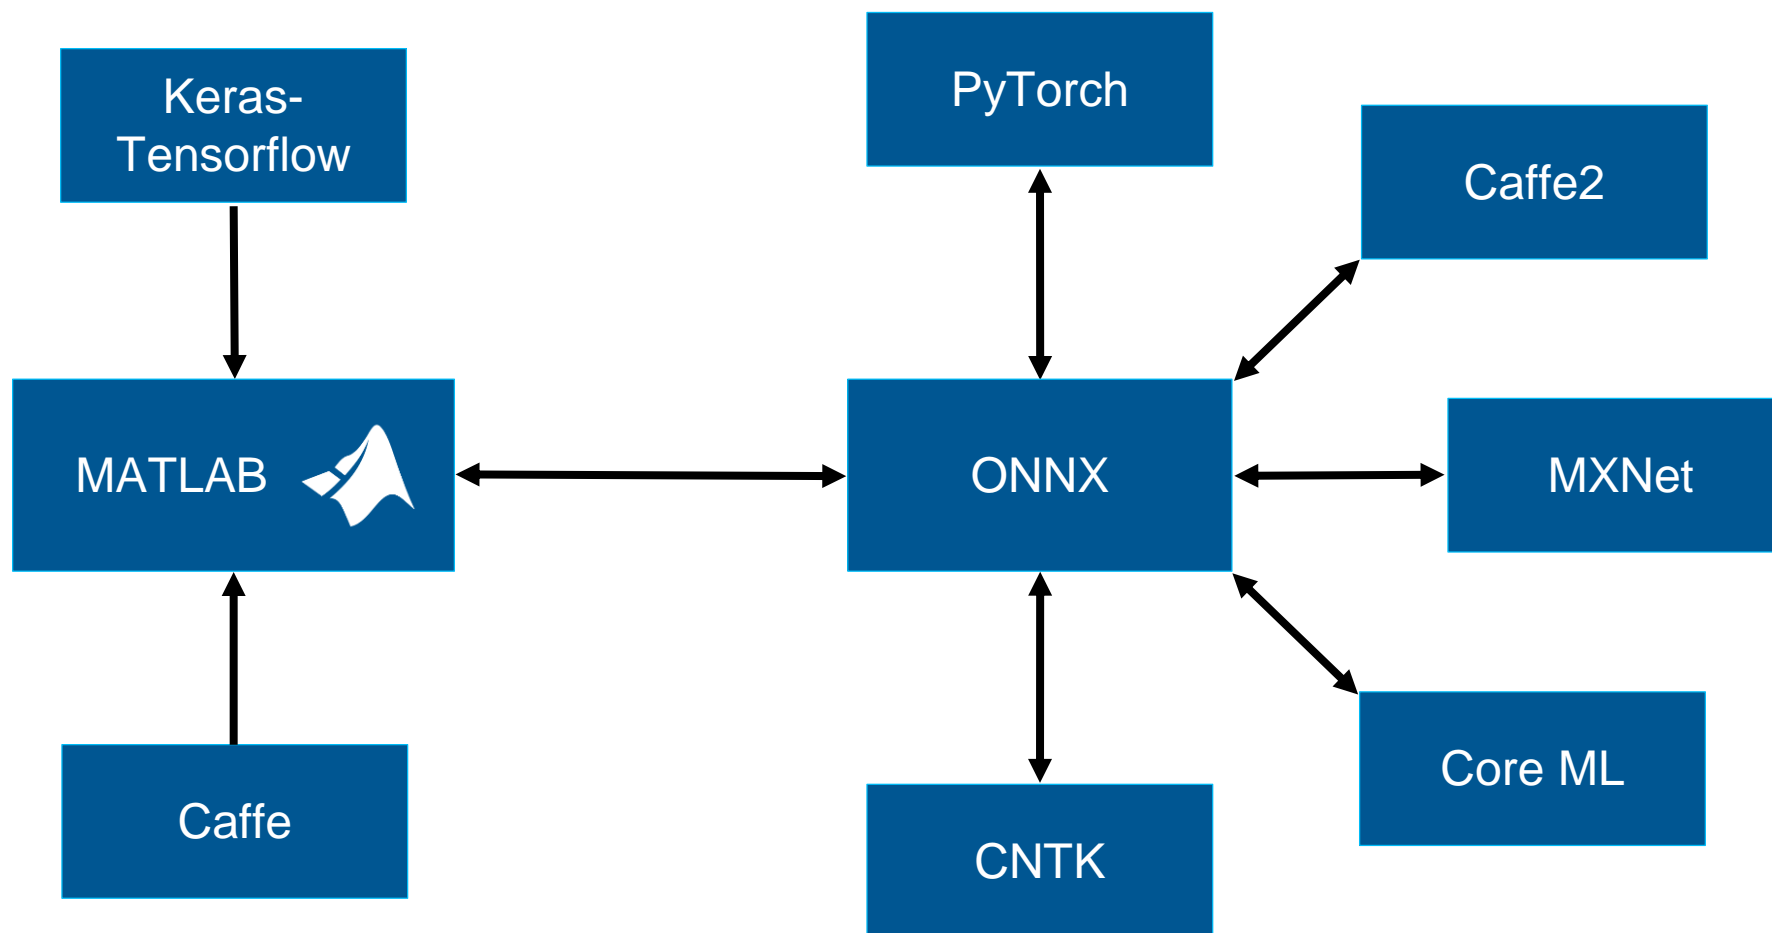 Keras-
Tensorflow
PyTorch
Caffe2
MATLAB
ONNX
MXNet
Core ML
Caffe
CNTK